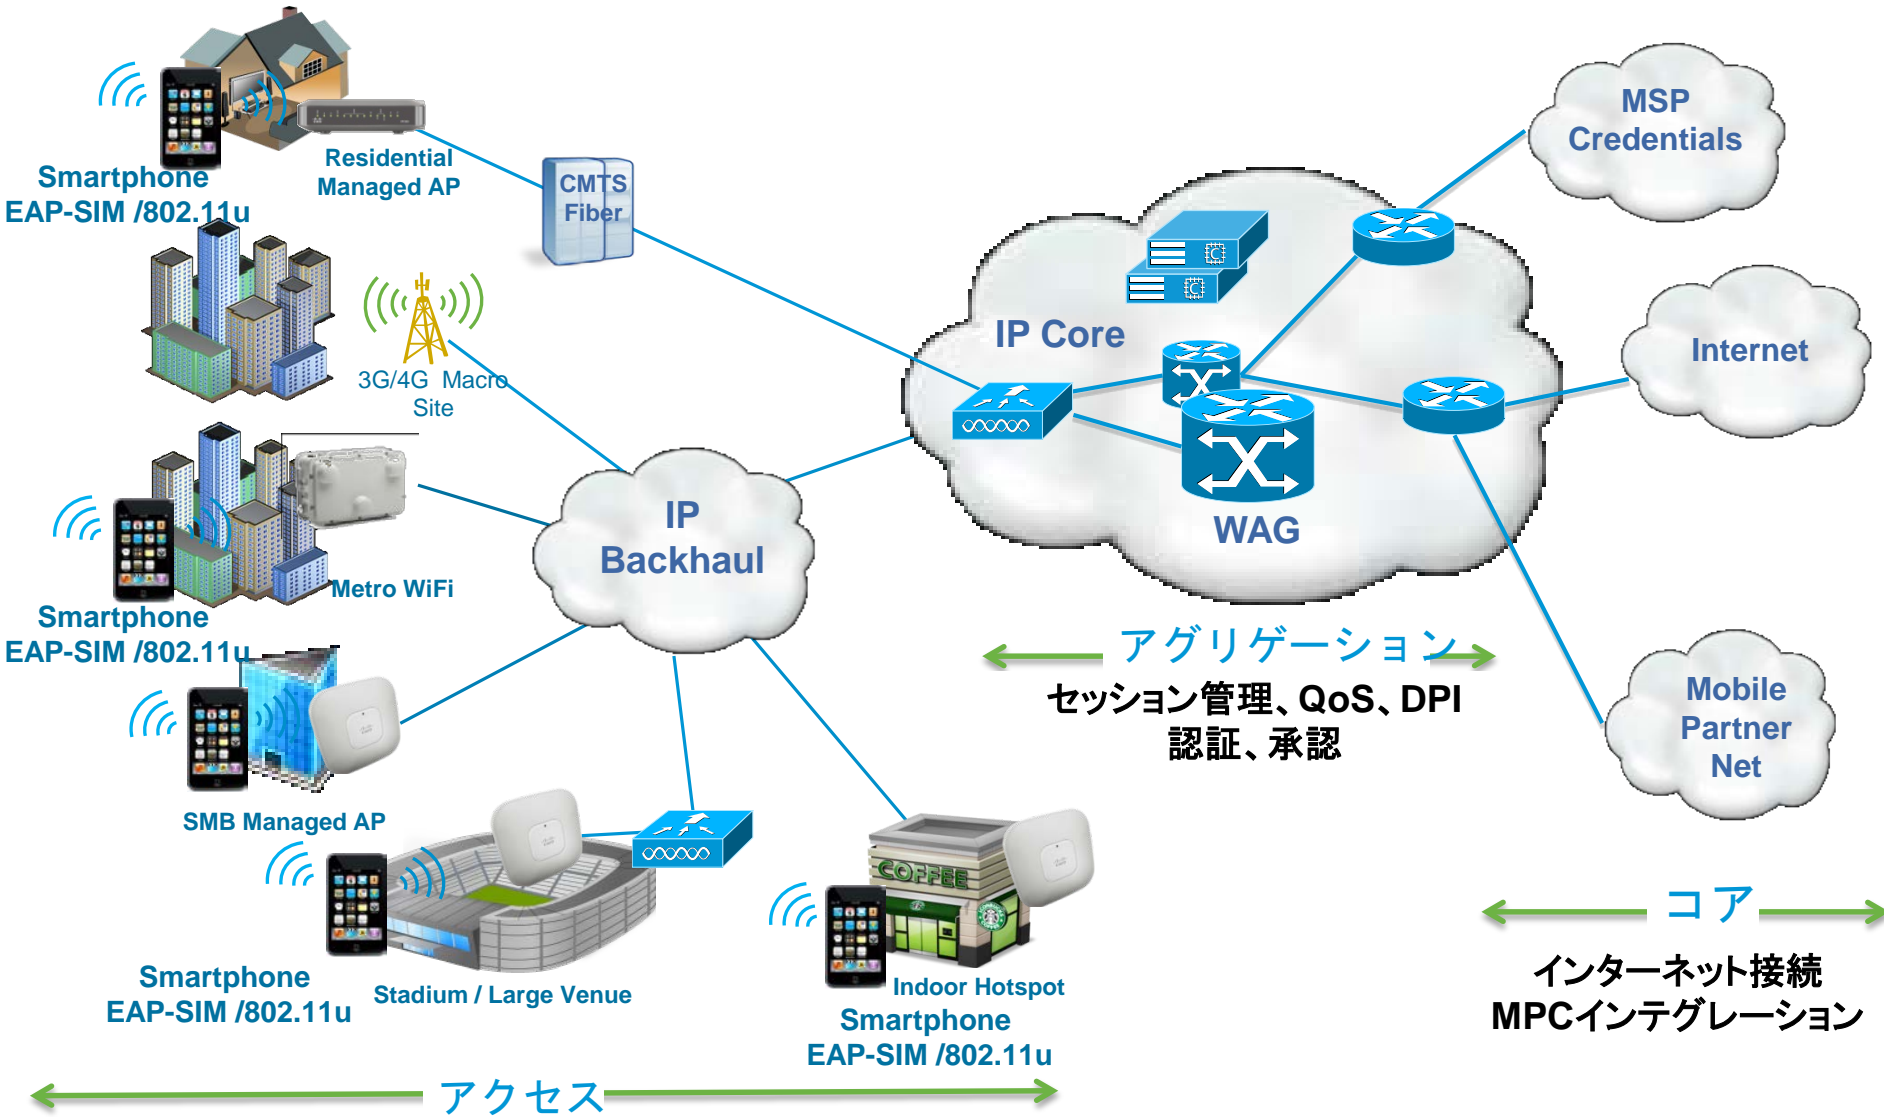 Residential
Managed AP
Smartphone
EAP-SIM /802.11u
CMTS
Fiber
3G/4G  Macro
Site
Metro WiFi
Smartphone
EAP-SIM /802.11u
SMB Managed AP
IP
Backhaul
Stadium / Large Venue
Smartphone
EAP-SIM /802.11u
COFFEE
Indoor Hotspot
Smartphone
EAP-SIM /802.11u
アクセス
IP Core
WAG
アグリゲーション
セッション管理、QoS、DPI
認証、承認
MSP
Credentials
Internet
Mobile
Partner
Net
コア
インターネット接続
MPCインテグレーション